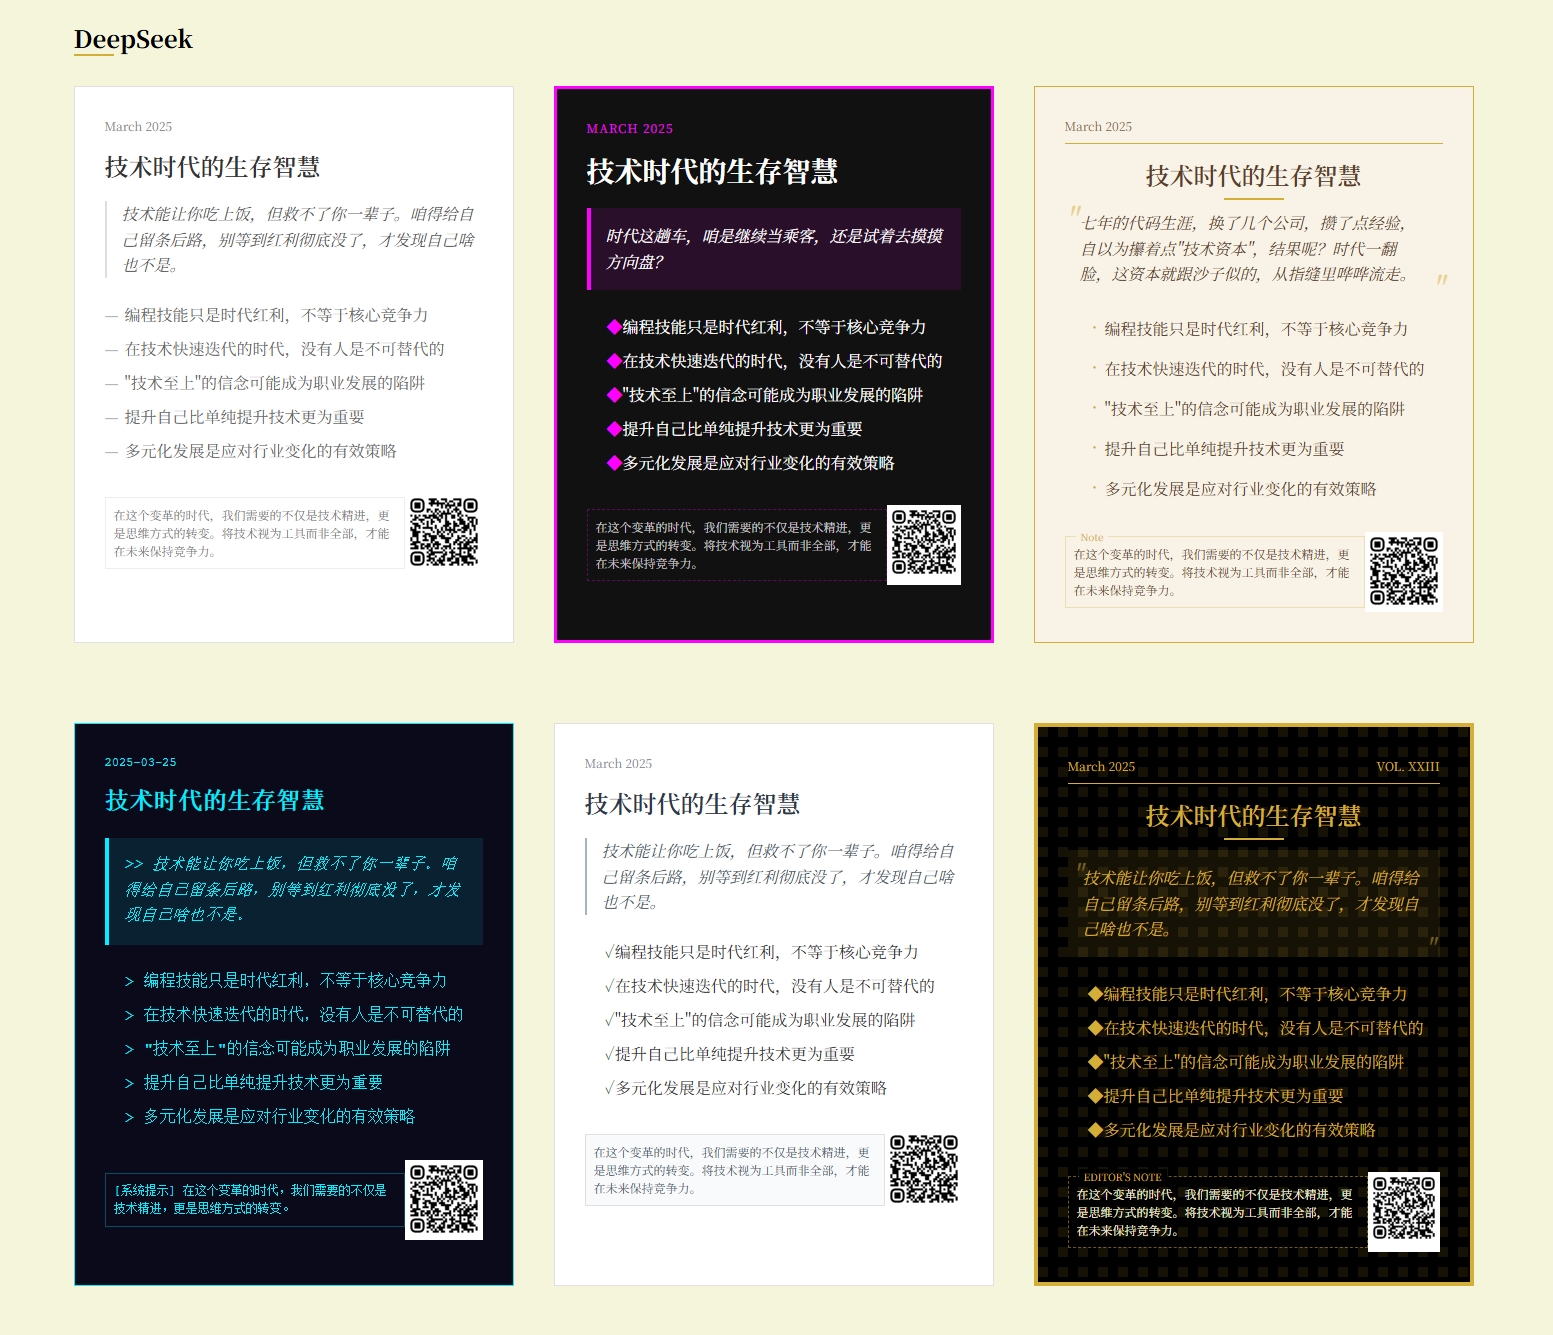 DeepSeek
March 2025
技术时代的生存智慧
技术能让你吃上饭，但救不了你一辈子。咱得给自
己留条后路，别等到红利彻底没了，才发现自己啥
也不是。
— 编程技能只是时代红利，不等于核心竞争力
— 在技术快速迭代的时代，没有人是不可替代的
— "技术至上"的信念可能成为职业发展的陷阱
— 提升自己比单纯提升技术更为重要
— 多元化发展是应对行业变化的有效策略
在这个变革的时代，我们需要的不仅是技术精进，更
是思维方式的转变。将技术视为工具而非全部，才能
在未来保持竞争力。
MARCH 2025
技术时代的生存智慧
时代这趟车，咱是继续当乘客，还是试着去摸摸
方向盘？
◆编程技能只是时代红利，不等于核心竞争力
◆在技术快速迭代的时代，没有人是不可替代的
◆"技术至上"的信念可能成为职业发展的陷阱
◆提升自己比单纯提升技术更为重要
◆多元化发展是应对行业变化的有效策略
在这个变革的时代，我们需要的不仅是技术精进，更
是思维方式的转变。将技术视为工具而非全部，才能
在未来保持竞争力。
March 2025
技术时代的生存智慧
"七年的代码生涯，换了几个公司，攒了点经验，
自以为攥着点"技术资本"，结果呢？时代一翻
脸，这资本就跟沙子似的，从指缝里哗哗流走。"
· 编程技能只是时代红利，不等于核心竞争力
· 在技术快速迭代的时代，没有人是不可替代的
· "技术至上"的信念可能成为职业发展的陷阱
· 提升自己比单纯提升技术更为重要
· 多元化发展是应对行业变化的有效策略
Note
在这个变革的时代，我们需要的不仅是技术精进，更
是思维方式的转变。将技术视为工具而非全部，才能
在未来保持竞争力。
2025-03-25
技术时代的生存智慧
>> 技术能让你吃上饭，但救不了你一辈子。咱
得给自己留条后路，别等到红利彻底没了，才发
现自己啥也不是。
> 编程技能只是时代红利，不等于核心竞争力
> 在技术快速迭代的时代，没有人是不可替代的
> "技术至上"的信念可能成为职业发展的陷阱
> 提升自己比单纯提升技术更为重要
> 多元化发展是应对行业变化的有效策略
[系统提示] 在这个变革的时代，我们需要的不仅是
技术精进，更是思维方式的转变。
March 2025
技术时代的生存智慧
技术能让你吃上饭，但救不了你一辈子。咱得给自
己留条后路，别等到红利彻底没了，才发现自己啥
也不是。
✓编程技能只是时代红利，不等于核心竞争力
✓在技术快速迭代的时代，没有人是不可替代的
✓"技术至上"的信念可能成为职业发展的陷阱
✓提升自己比单纯提升技术更为重要
✓多元化发展是应对行业变化的有效策略
在这个变革的时代，我们需要的不仅是技术精进，更
是思维方式的转变。将技术视为工具而非全部，才能
在未来保持竞争力。
March 2025 VOL. XXIII
技术时代的生存智慧
"技术能让你吃上饭，但救不了你一辈子。咱得给
自己留条后路，别等到红利彻底没了，才发现自
己啥也不是。"
◆编程技能只是时代红利，不等于核心竞争力
◆在技术快速迭代的时代，没有人是不可替代的
◆"技术至上"的信念可能成为职业发展的陷阱
◆提升自己比单纯提升技术更为重要
◆多元化发展是应对行业变化的有效策略
EDITOR'S NOTE
在这个变革的时代，我们需要的不仅是技术精进，更
是思维方式的转变。将技术视为工具而非全部，才能
在未来保持竞争力。